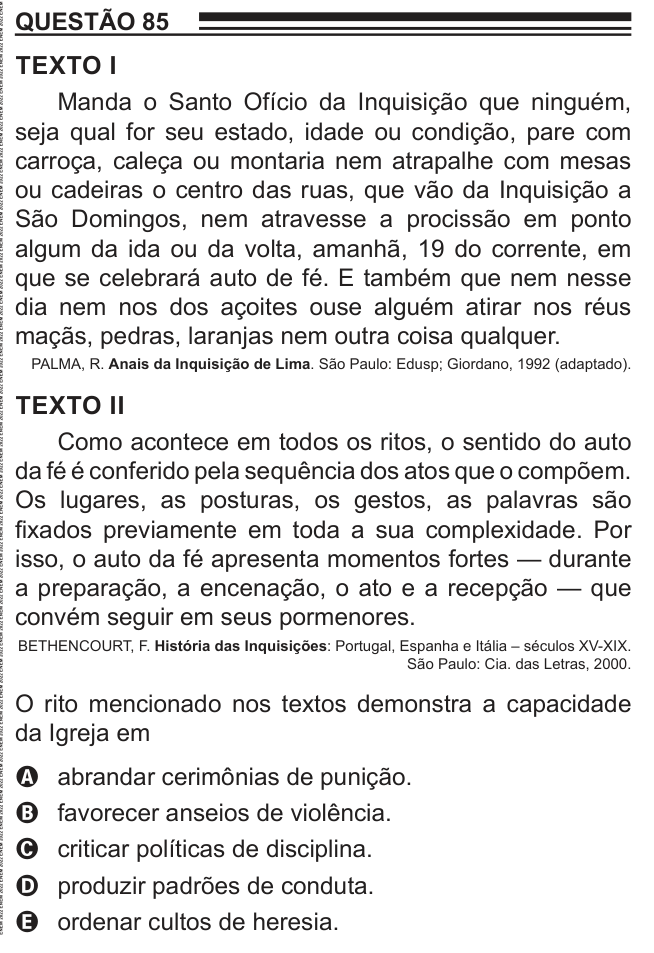 QUESTÃO 85
TEXTO I
Manda o Santo Ofício da Inquisição que ninguém,
seja qual for seu estado, idade ou condição, pare com
carroça, caleça ou montaria nem atrapalhe com mesas
ou cadeiras o centro das ruas, que vão da Inquisição a
São Domingos, nem atravesse a procissão em ponto
algum da ida ou da volta, amanhã, 19 do corrente, em
que se celebrará auto de fé. E também que nem nesse
dia nem nos dos açoites ouse alguém atirar nos réus
maçãs, pedras, laranjas nem outra coisa qualquer.
PALMA, R. Anais da Inquisição de Lima. São Paulo: Edusp; Giordano, 1992 (adaptado).
TEXTO II
Como acontece em todos os ritos, o sentido do auto
da fé é conferido pela sequência dos atos que o compõem.
Os lugares, as posturas, os gestos, as palavras são
fixados previamente em toda a sua complexidade. Por
isso, o auto da fé apresenta momentos fortes — durante
a preparação, a encenação, o ato e a recepção — que
convém seguir em seus pormenores.
BETHENCOURT, F. História das Inquisições: Portugal, Espanha e Itália – séculos XV-XIX.
São Paulo: Cia. das Letras, 2000.
O rito mencionado nos textos demonstra a capacidade
da Igreja em
A abrandar cerimônias de punição.
B favorecer anseios de violência.
C criticar políticas de disciplina.
D produzir padrões de conduta.
E ordenar cultos de heresia.